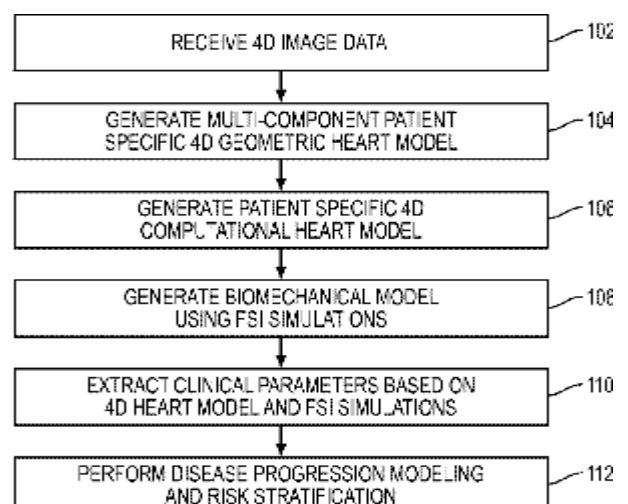 RECEIVE 4D IMAGE DATA
102
GENERATE MULTI-COMPONENT PATIENT
SPECIFIC 4D GEOMETRIC HEART MODEL
104
GENERATE PATIENT SPECIFIC 4D
COMPUTATIONAL HEART MODEL
106
GENERATE BIOMECHANICAL MODEL
USING FSI SIMULATIONS
108
EXTRACT CLINICAL PARAMETERS BASED ON
4D HEART MODEL AND FSI SIMULATIONS
110
PERFORM DISEASE PROGRESSION MODELING
AND RISK STRATIFICATION
112